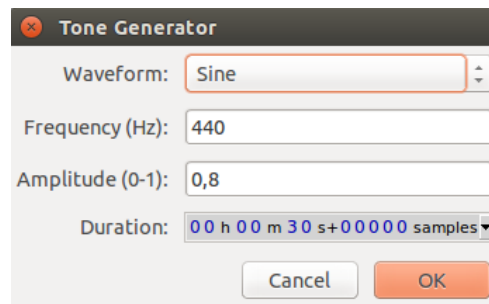 Tone Generator
Waveform: Sine
Frequency (Hz): 440
Amplitude (0-1): 0,8
Duration: 00 h 00 m 30 s+00000 samples
Cancel OK